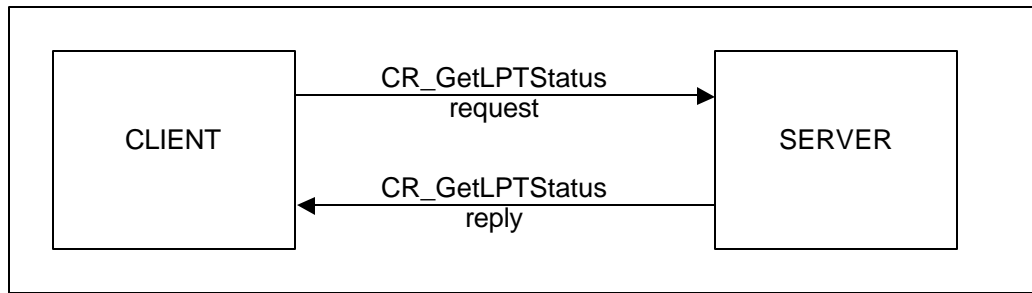 CR_GetLPTStatus
request
CLIENT
SERVER
CR_GetLPTStatus
reply